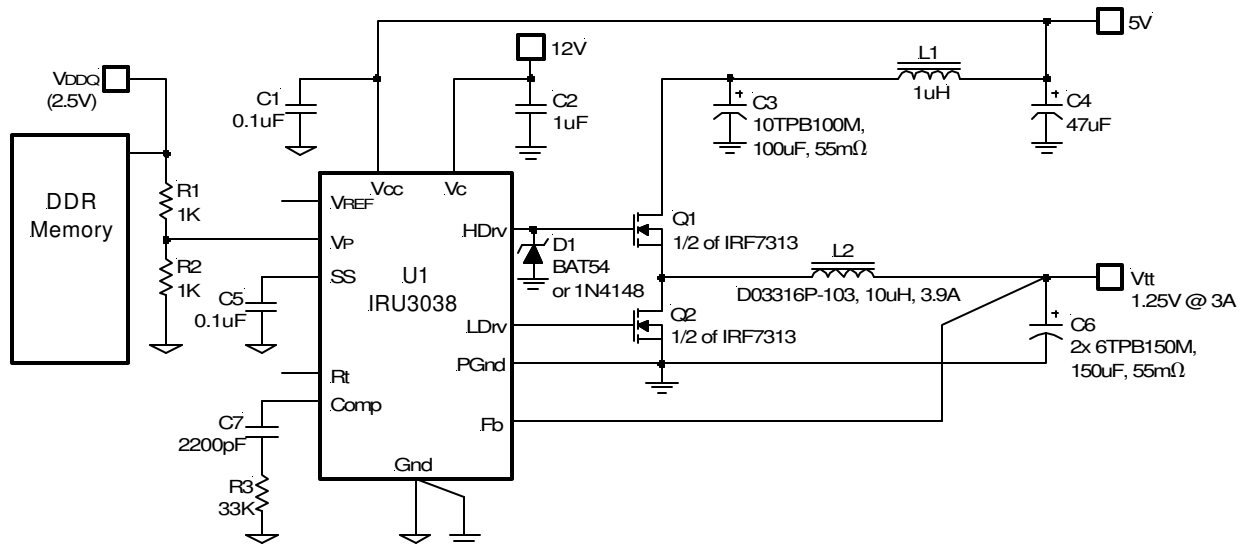 5V
12V
L1
1uH
VDDQ
(2.5V)
C1
0.1uF
C2
1uF
C3
10TPB100M,
100uF, 55mΩ
C4
47uF
DDR
Memory
R1
1K
R2
1K
Vcc
Vc
VREF
VP
SS
U1
IRU3038
HDrv
LDrv
PGnd
Rt
Comp
Fb
Gnd
D1
BAT54
or 1N4148
Q1
1/2 of IRF7313
L2
D03316P-103, 10uH, 3.9A
Q2
1/2 of IRF7313
Vtt
1.25V @ 3A
C6
2x 6TPB150M,
150uF, 55mΩ
C5
0.1uF
C7
2200pF
R3
33K